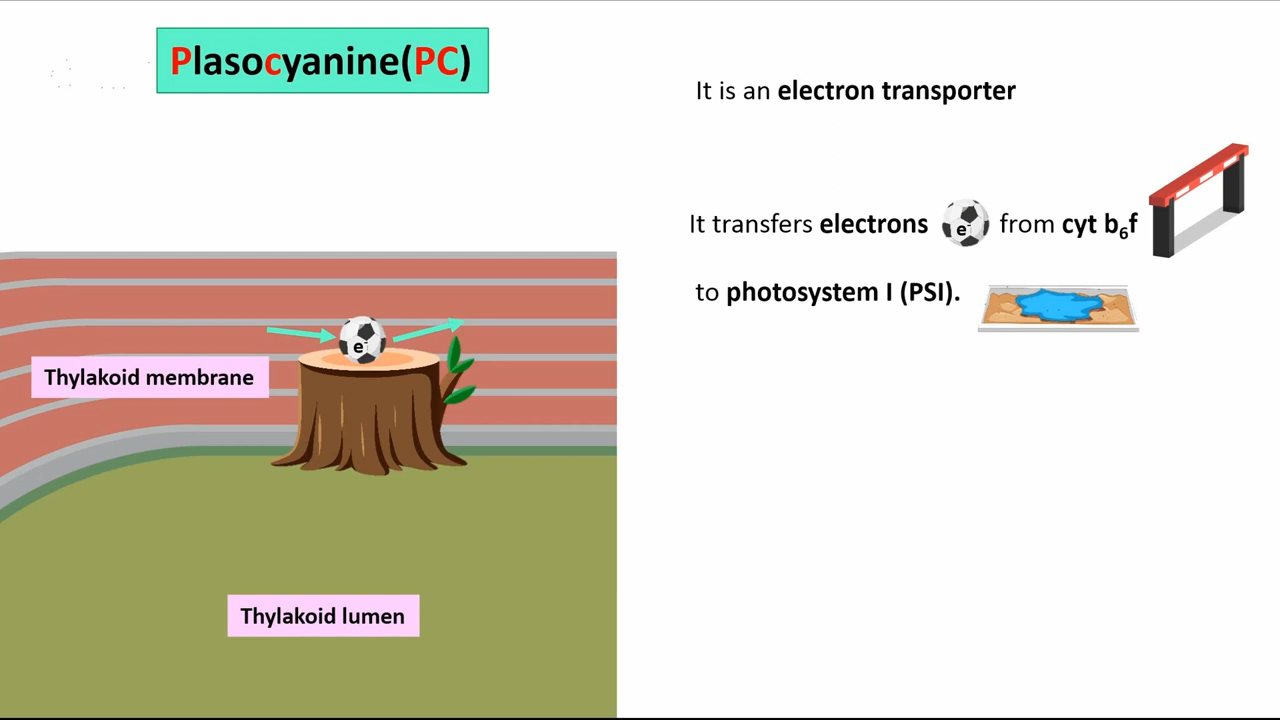 Plasocyanine(PC)
It is an electron transporter
It transfers electrons e⁻ from cyt b₆f
to photosystem I (PSI).
e⁻
Thylakoid membrane
Thylakoid lumen